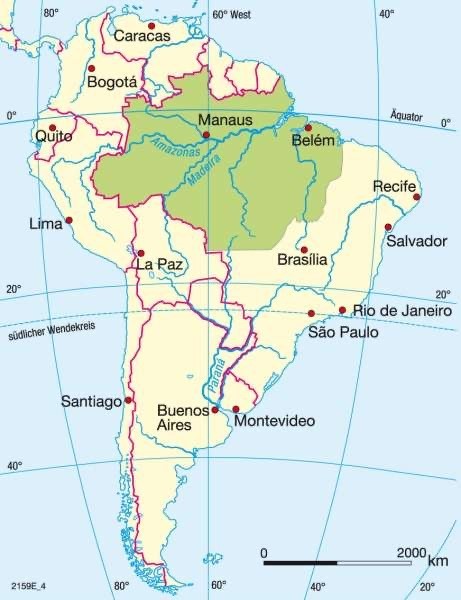 80°
60° West
40°
Caracas
Bogotá
0°
Äquator
0°
Manaus
Quito
Belém
Amazonas
Madeira
Recife
Lima
Salvador
La Paz
Brasília
20°
20°
Rio de Janeiro
südlicher Wendekreis
São Paulo
Paraná
Santiago
Buenos
Aires
Montevideo
40°
40°
0
2000
km
2159E_4
80°
60°
40°
20°